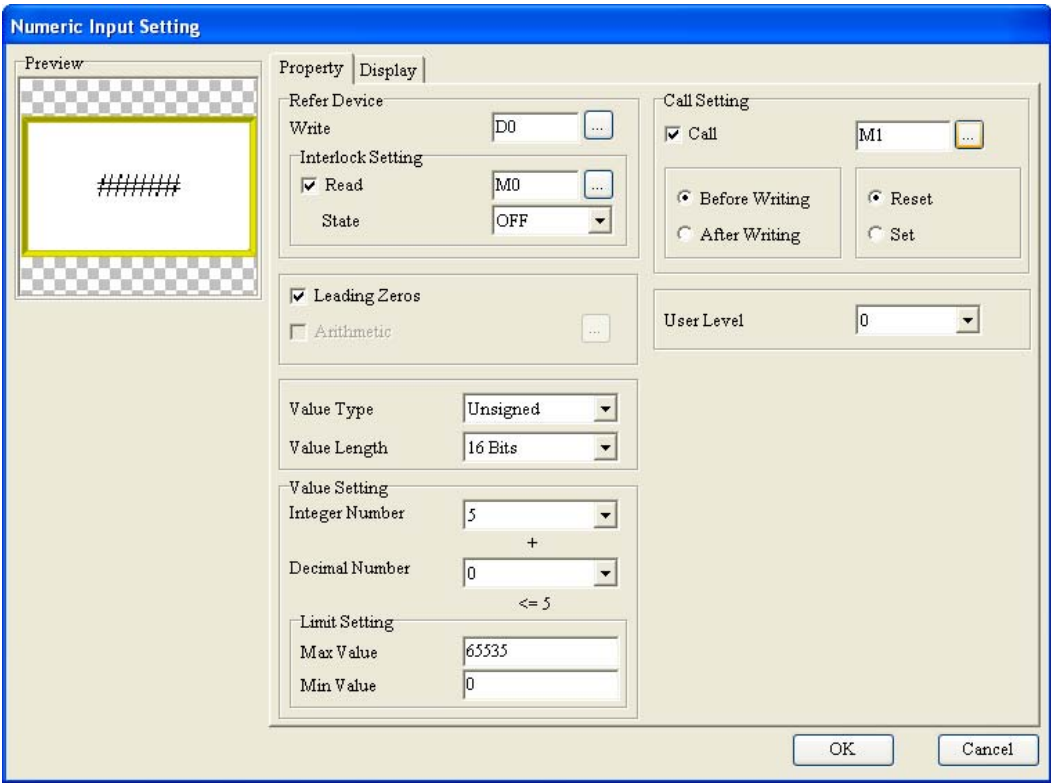 Numeric Input Setting
Preview
#######
Property Display
Refer Device
Write D0 ...
Interlock Setting
Read M0 ...
State OFF
Leading Zeros
Arithmetic ...
Value Type Unsigned
Value Length 16 Bits
Value Setting
Integer Number 5
+
Decimal Number 0
<= 5
Limit Setting
Max Value 65535
Min Value 0
Call Setting
Call M1 ...
Before Writing Reset
After Writing Set
User Level 0
OK Cancel